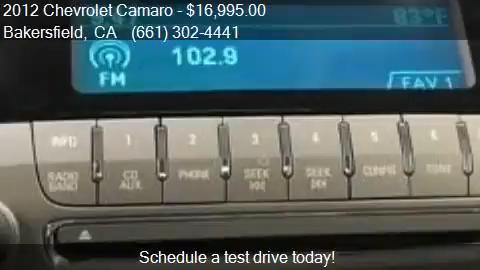 2012 Chevrolet Camaro - $16,995.00
Bakersfield, CA (661) 302-4441
83°F
FM 102.9
FAV 1
INFO 1 2 3 4 5 6
RADIO BAND CD AUX PHONE SEEK SEEK CONFIG TONE
Schedule a test drive today!